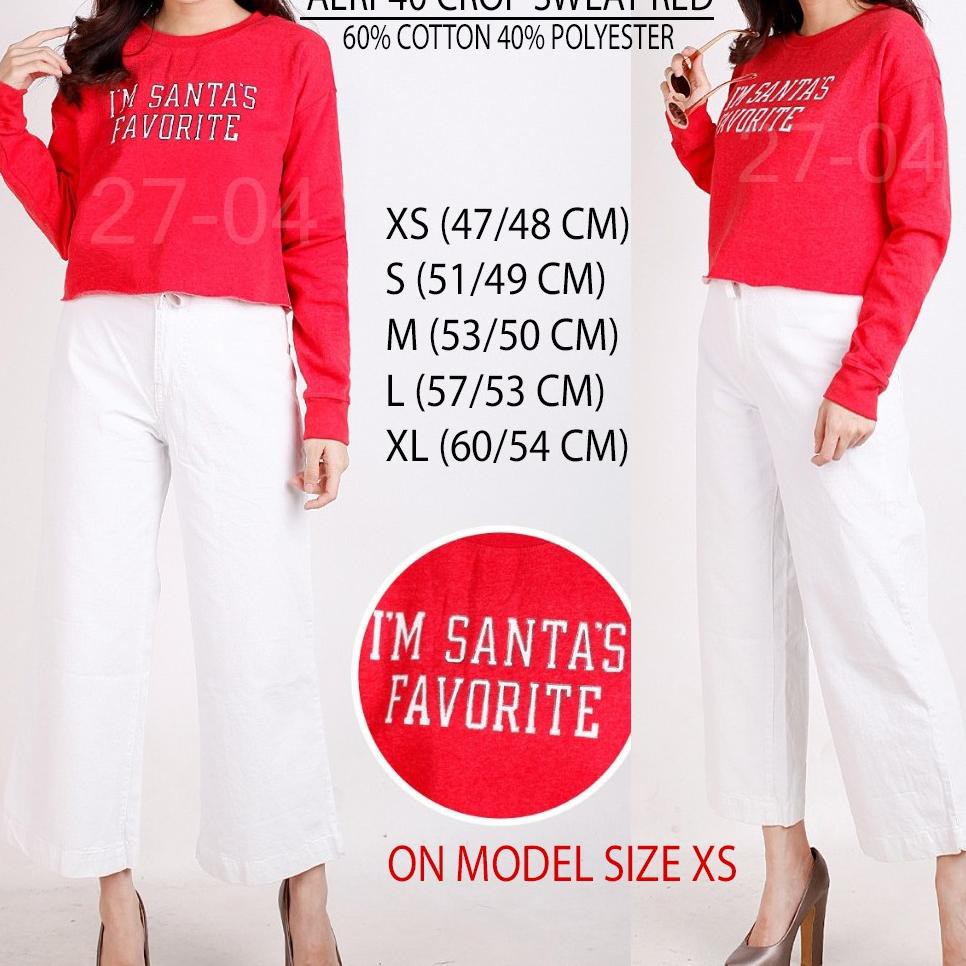 60% COTTON 40% POLYESTER
I'M SANTA'S
FAVORITE
I'M SANTA'S
FAVORITE
27-04
27-04
XS (47/48 CM)
S (51/49 CM)
M (53/50 CM)
L (57/53 CM)
XL (60/54 CM)
I'M SANTA'S
FAVORITE
ON MODEL SIZE XS